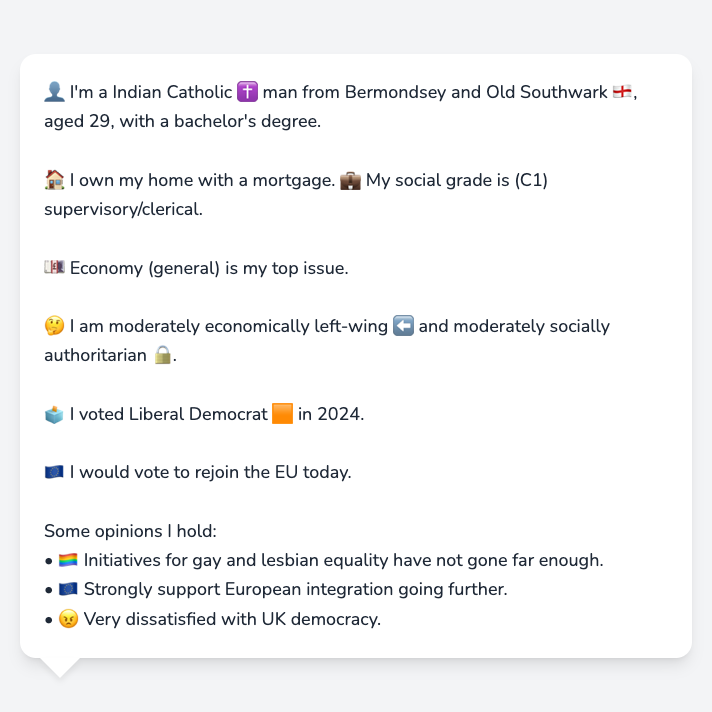 👤 I'm a Indian Catholic ✝️ man from Bermondsey and Old Southwark 🏴󠁧󠁢󠁥󠁮󠁧󠁿,
aged 29, with a bachelor's degree.
🏠 I own my home with a mortgage. 💼 My social grade is (C1)
supervisory/clerical.
💷 Economy (general) is my top issue.
🤔 I am moderately economically left-wing ⬅️ and moderately socially
authoritarian 🔒.
🗳️ I voted Liberal Democrat 🟧 in 2024.
🇪🇺 I would vote to rejoin the EU today.
Some opinions I hold:
• 🏳️‍🌈 Initiatives for gay and lesbian equality have not gone far enough.
• 🇪🇺 Strongly support European integration going further.
• 😠 Very dissatisfied with UK democracy.